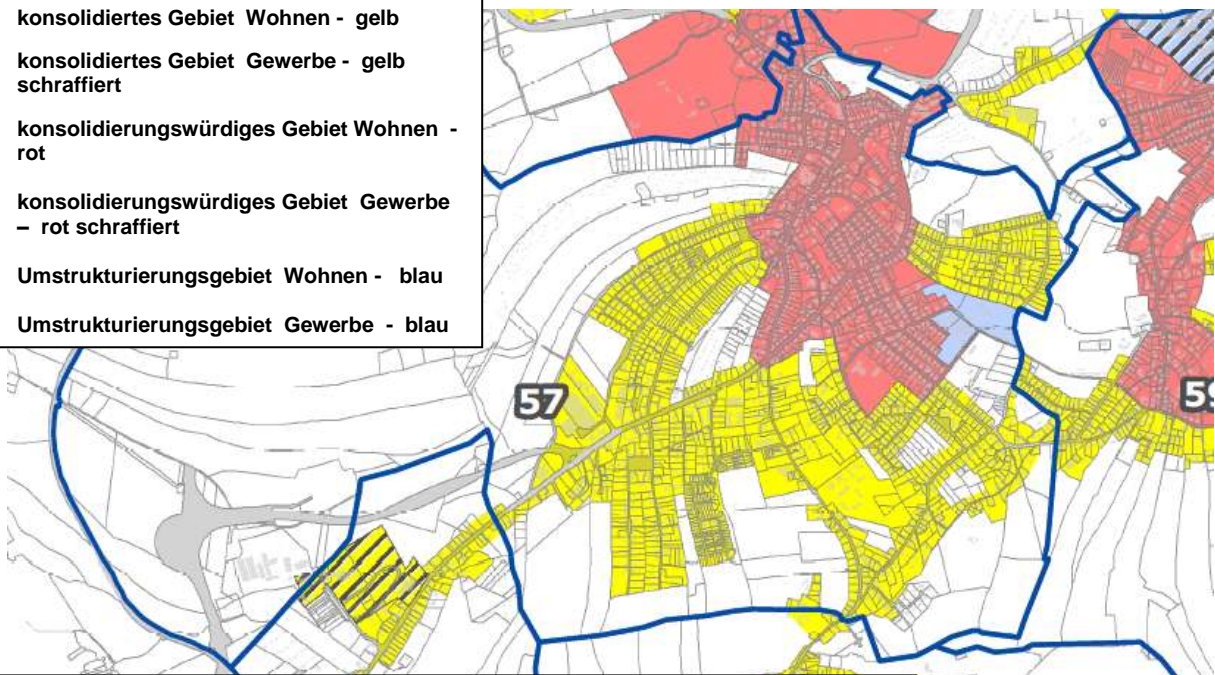 konsolidiertes Gebiet Wohnen - gelb
konsolidiertes Gebiet Gewerbe - gelb
schraffiert
konsolidierungswürdiges Gebiet Wohnen -
rot
konsolidierungswürdiges Gebiet Gewerbe
– rot schraffiert
Umstrukturierungsgebiet Wohnen - blau
Umstrukturierungsgebiet Gewerbe - blau
57
59